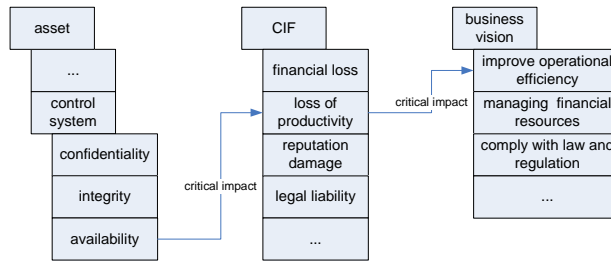 asset
...
control
system
confidentiality
integrity
availability
critical impact
CIF
financial loss
loss of
productivity
reputation
damage
legal liability
...
critical impact
business
vision
improve operational
efficiency
managing financial
resources
comply with law and
regulation
...